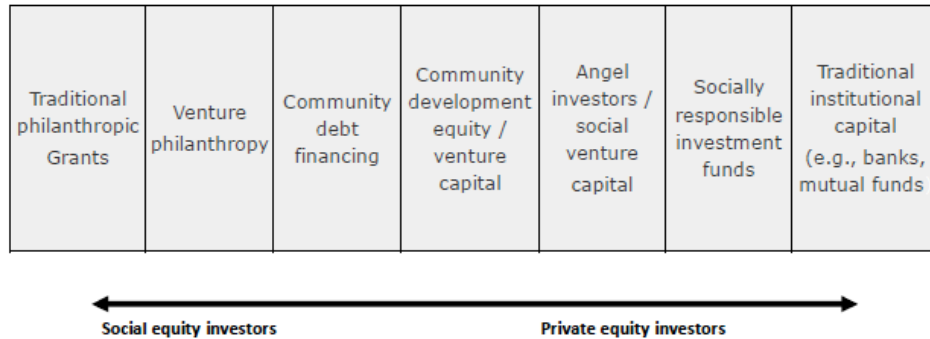 Traditional
philanthropic
Grants
Venture
philanthropy
Community
debt
financing
Community
development
equity /
venture
capital
Angel
investors /
social
venture
capital
Socially
responsible
investment
funds
Traditional
institutional
capital
(e.g., banks,
mutual funds
Social equity investors
Private equity investors